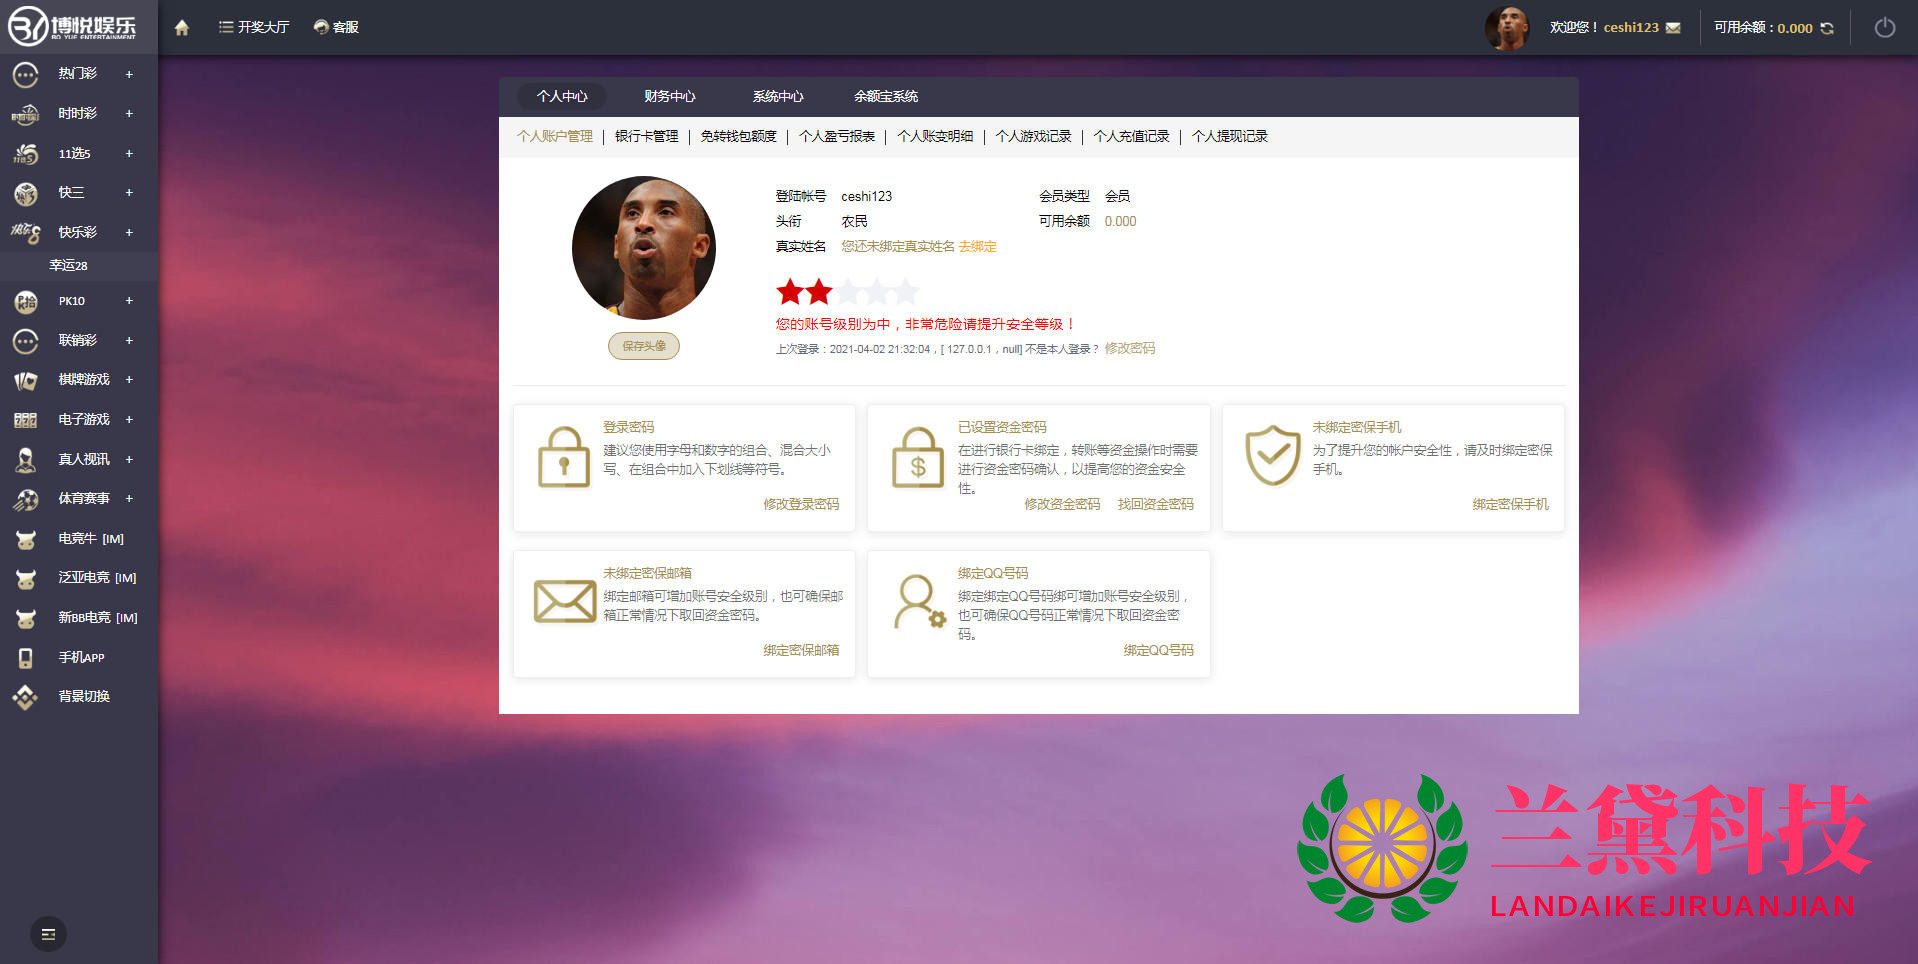 博悦娱乐
BO YUE ENTERTAINMENT
开奖大厅
客服
欢迎您！ceshi123
可用余额：0.000
热门彩 +
时时彩 +
11选5 +
快三 +
快乐彩 +
幸运28
PK10 +
联销彩 +
棋牌游戏 +
电子游戏 +
真人视讯 +
体育赛事 +
电竞牛 [IM]
泛亚电竞 [IM]
新BB电竞 [IM]
手机APP
背景切换
个人中心 财务中心 系统中心 余额宝系统
个人账户管理 | 银行卡管理 | 免转钱包额度 | 个人盈亏报表 | 个人账变明细 | 个人游戏记录 | 个人充值记录 | 个人提现记录
保存头像
登陆帐号 ceshi123 会员类型 会员
头衔 农民 可用余额 0.000
真实姓名 您还未绑定真实姓名 去绑定
您的账号级别为中，非常危险请提升安全等级！
上次登录：2021-04-02 21:32:04，[ 127.0.0.1，null] 不是本人登录？ 修改密码
登录密码
建议您使用字母和数字的组合、混合大小
写、在组合中加入下划线等符号。
修改登录密码
已设置资金密码
在进行银行卡绑定，转账等资金操作时需要
进行资金密码确认，以提高您的资金安全
性。
修改资金密码 找回资金密码
未绑定密保手机
为了提升您的帐户安全性，请及时绑定密保
手机。
绑定密保手机
未绑定密保邮箱
绑定邮箱可增加账号安全级别，也可确保邮
箱正常情况下取回资金密码。
绑定密保邮箱
绑定QQ号码
绑定绑定QQ号码绑可增加账号安全级别，
也可确保QQ号码正常情况下取回资金密
码。
绑定QQ号码
兰黛科技
LANDAIKEJIRUANJIAN